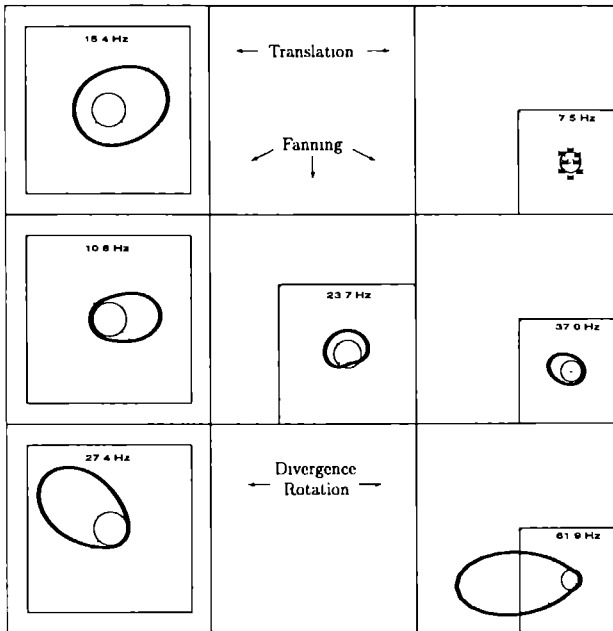 18.4 Hz
← Translation →
7.5 Hz
Fanning
10.6 Hz
23.7 Hz
37.0 Hz
27.4 Hz
Divergence
← Rotation →
61.9 Hz